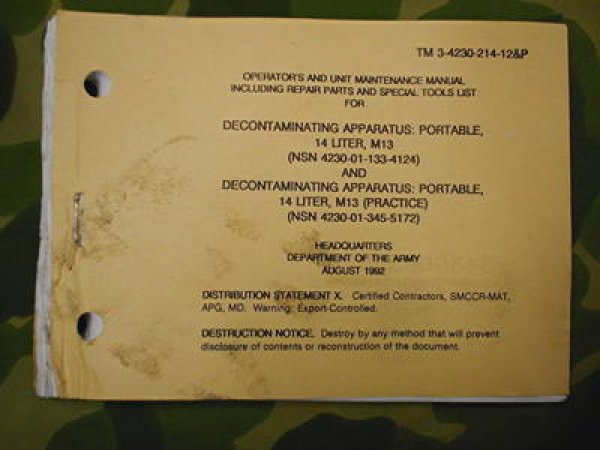 TM 3-4230-214-12&P
OPERATOR'S AND UNIT MAINTENANCE MANUAL
INCLUDING REPAIR PARTS AND SPECIAL TOOLS LIST
FOR
DECONTAMINATING APPARATUS: PORTABLE,
14 LITER, M13
(NSN 4230-01-133-4124)
AND
DECONTAMINATING APPARATUS: PORTABLE,
14 LITER, M13 (PRACTICE)
(NSN 4230-01-345-5172)
HEADQUARTERS
DEPARTMENT OF THE ARMY
AUGUST 1992
DISTRIBUTION STATEMENT X. Certified Contractors, SMCCR-MAT,
APG, MD. Warning: Export-Controlled.
DESTRUCTION NOTICE. Destroy by any method that will prevent
disclosure of contents or reconstruction of the document.